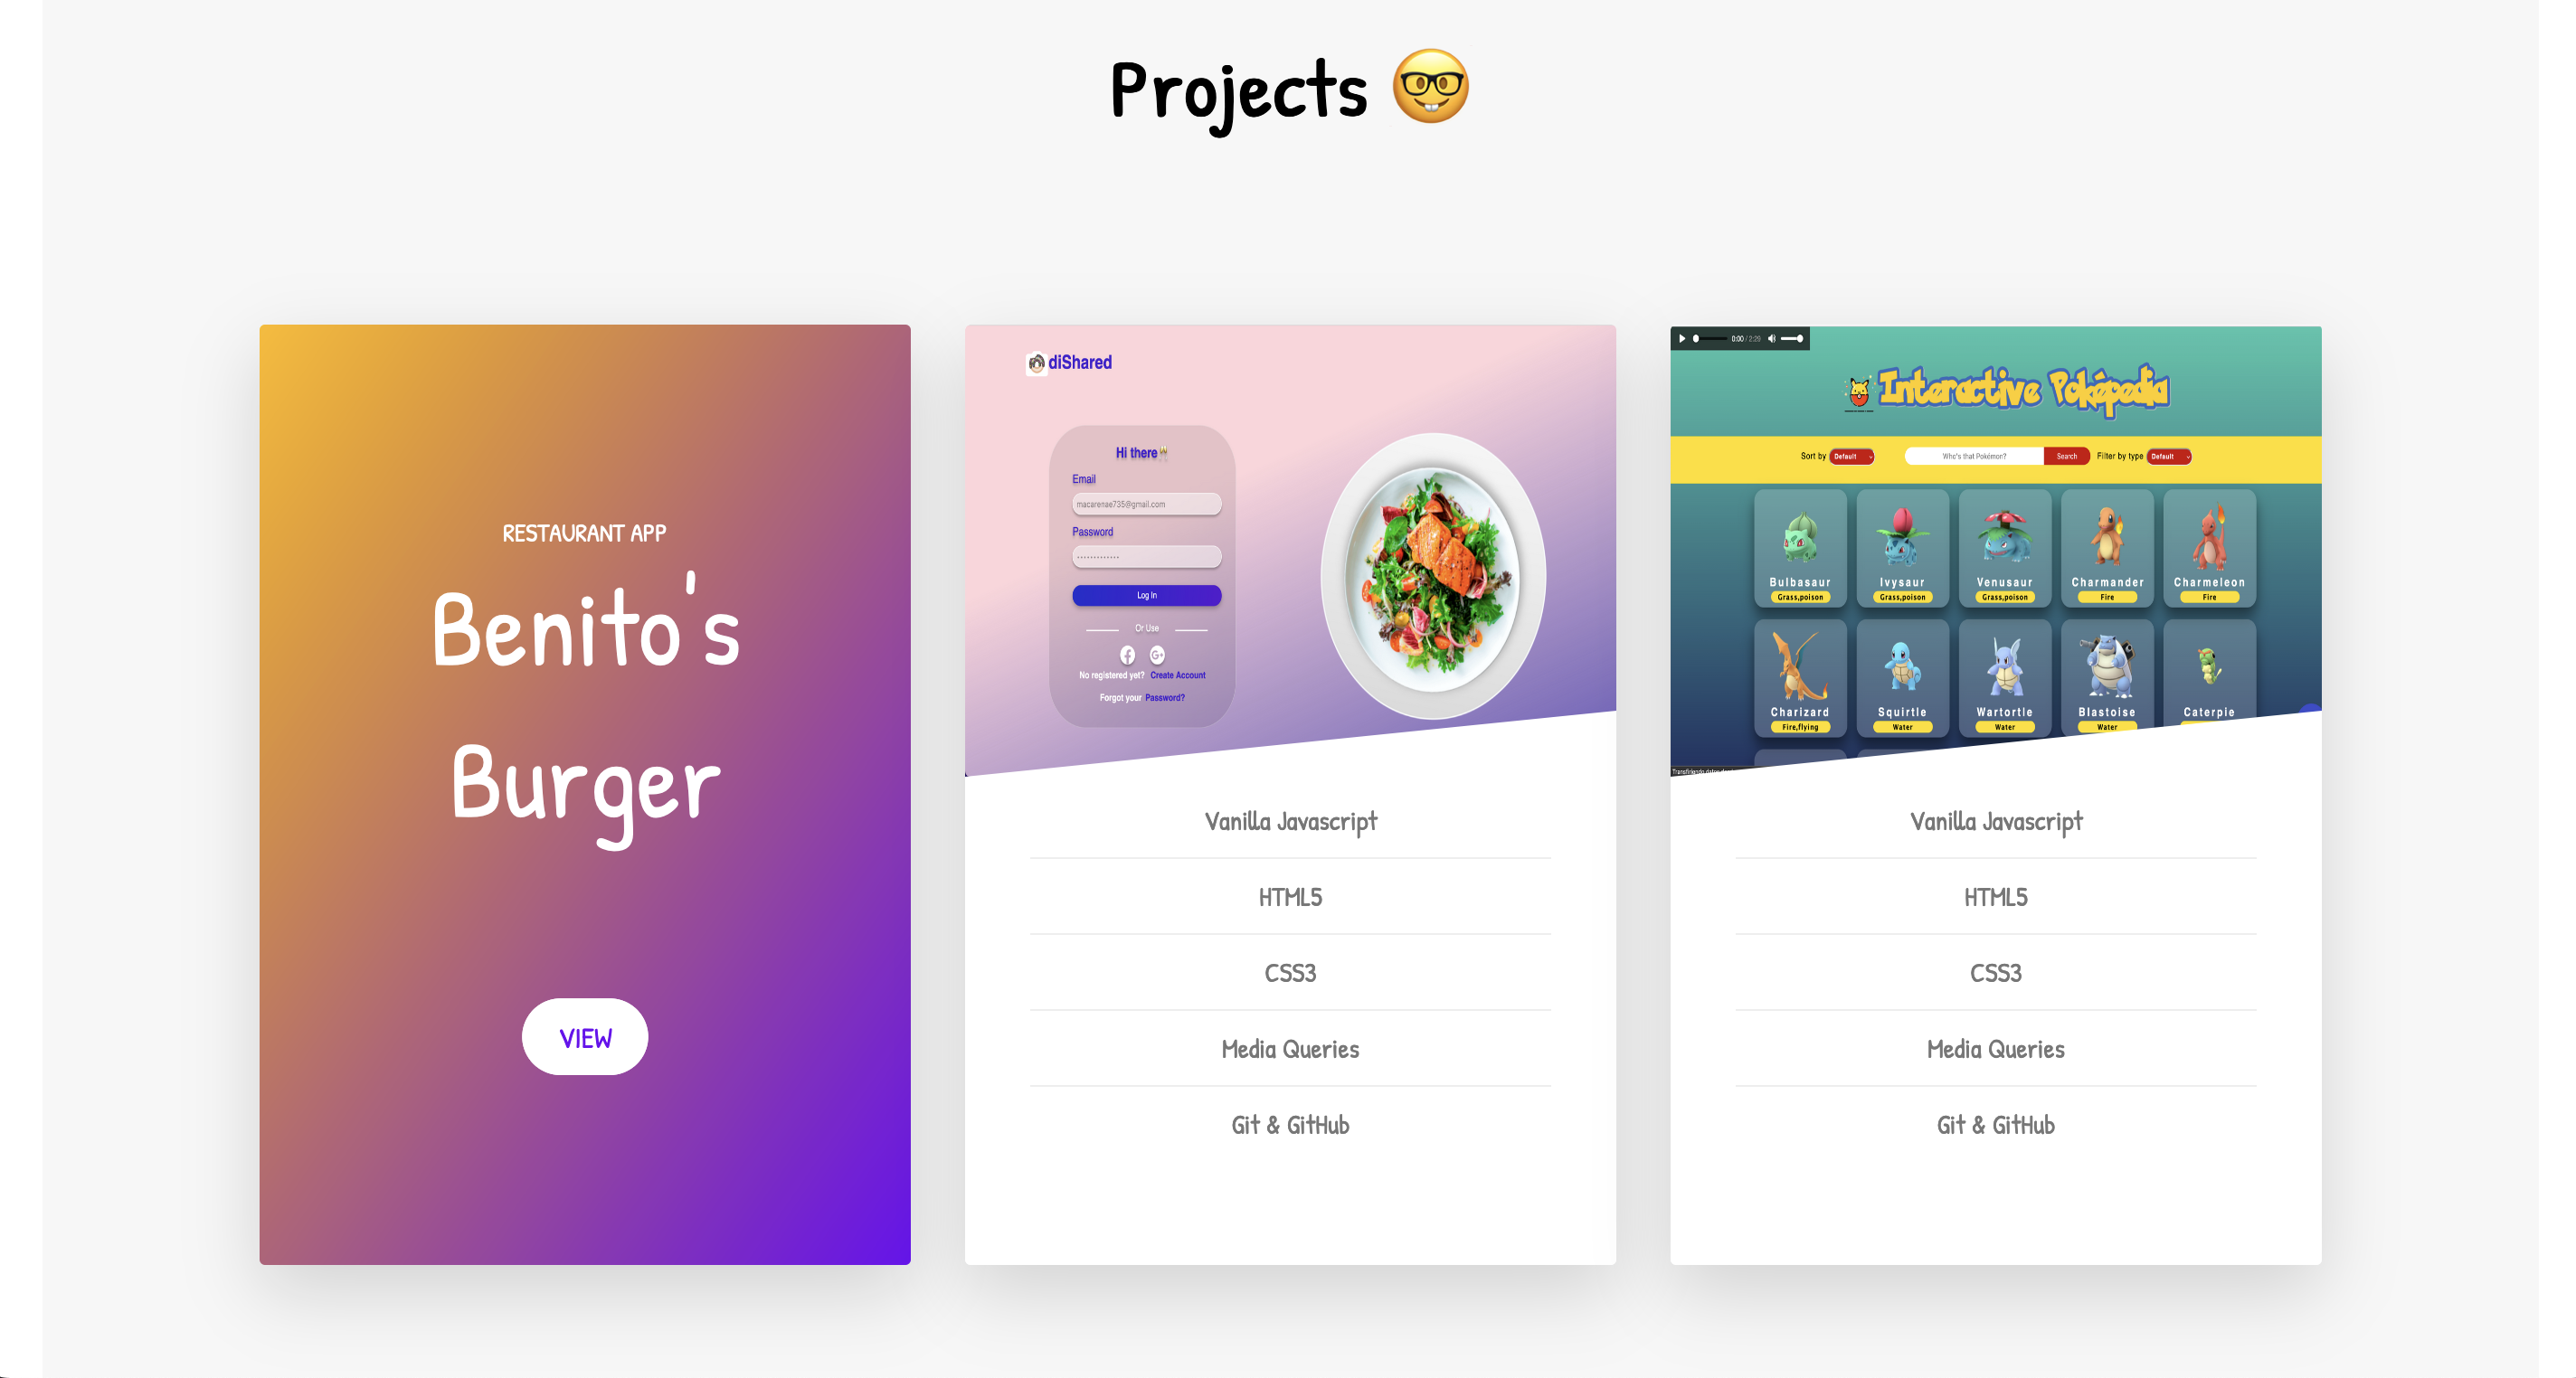 Projects 🤓
RESTAURANT APP
Benito's
Burger
VIEW
diShared
Hi there
Email
macarenae735@gmail.com
Password
Log In
Or Use
No registered yet? Create Account
Forgot your Password?
Vanilla Javascript
HTML5
CSS3
Media Queries
Git & GitHub
0:00 / 2:29
Interactive Poképedia
Sort by Default Who's that Pokémon? Search Filter by type Default
Bulbasaur Ivysaur Venusaur Charmander Charmeleon
Grass,poison Grass,poison Grass,poison Fire Fire
Charizard Squirtle Wartortle Blastoise Caterpie
Fire,flying Water Water Water
Vanilla Javascript
HTML5
CSS3
Media Queries
Git & GitHub